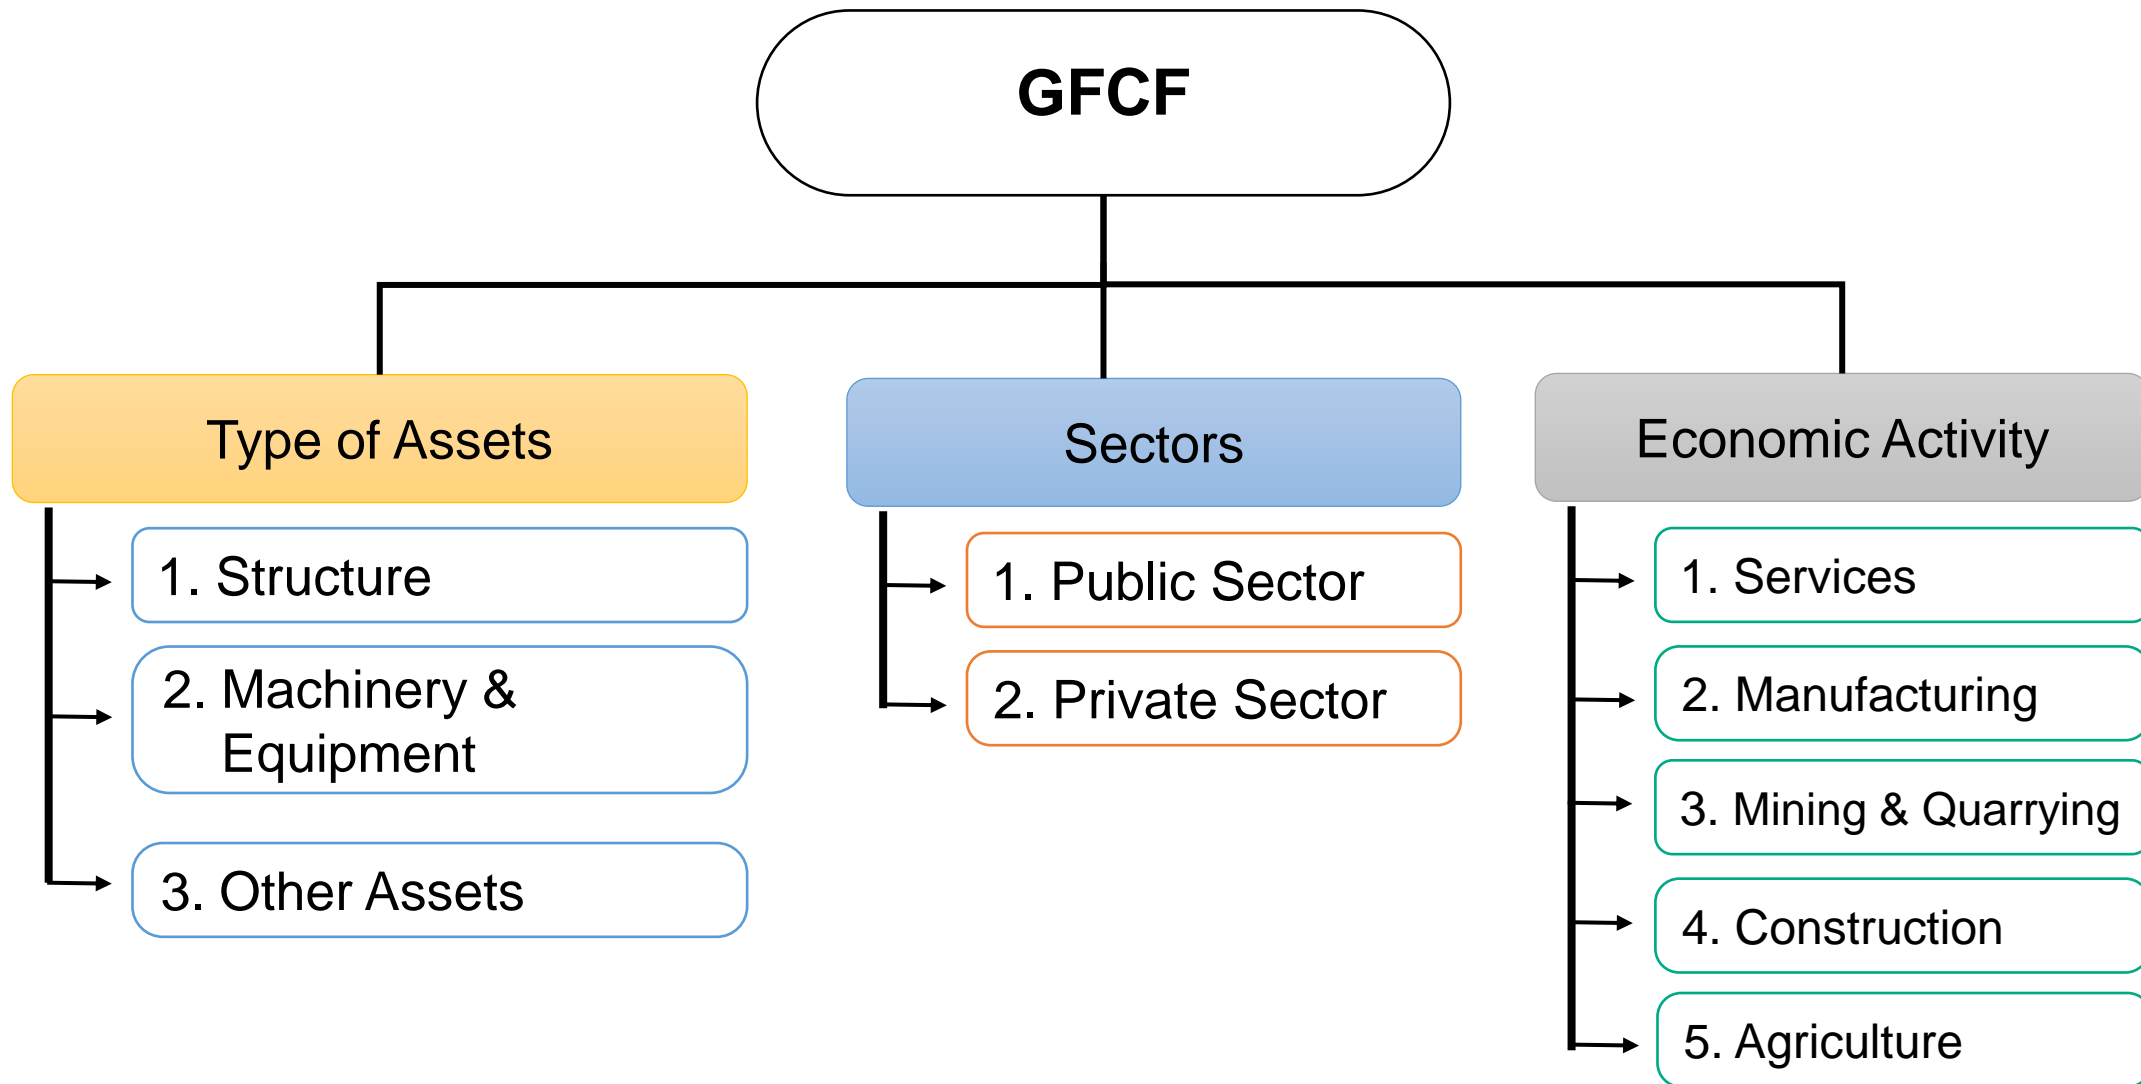 GFCF
Type of Assets
1. Structure
2. Machinery &
Equipment
3. Other Assets
Sectors
1. Public Sector
2. Private Sector
Economic Activity
1. Services
2. Manufacturing
3. Mining & Quarrying
4. Construction
5. Agriculture